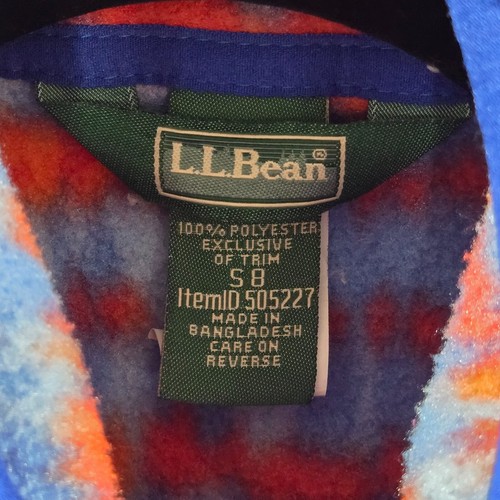 L.L.Bean ®
100% POLYESTER
EXCLUSIVE
OF TRIM
S 8
ItemID 505227
MADE IN
BANGLADESH
CARE ON
REVERSE